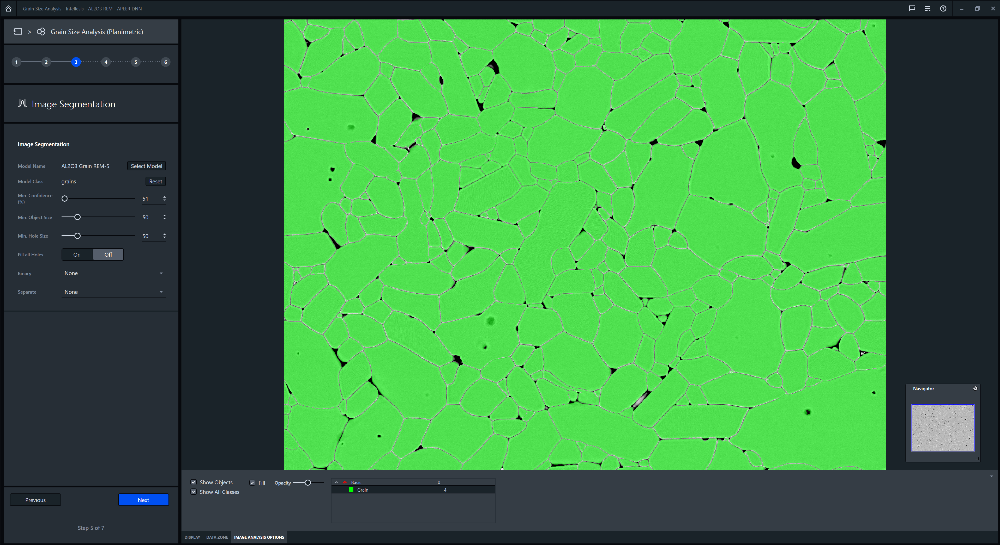 Grain Size Analysis - Intellesis - AL2O3 REM - APEER DNN
> Grain Size Analysis (Planimetric)
1 2 3 4 5 6
Image Segmentation
Image Segmentation
Model Name AL2O3 Grain REM-5 Select Model
Model Class grains Reset
Min. Confidence (%) 51
Min. Object Size 50
Min. Hole Size 50
Fill all Holes On Off
Binary None
Separate None
Previous Next
Step 5 of 7
Navigator
Show Objects Fill Opacity
Show All Classes
Basis 0
Grain 4
DISPLAY DATA ZONE IMAGE ANALYSIS OPTIONS